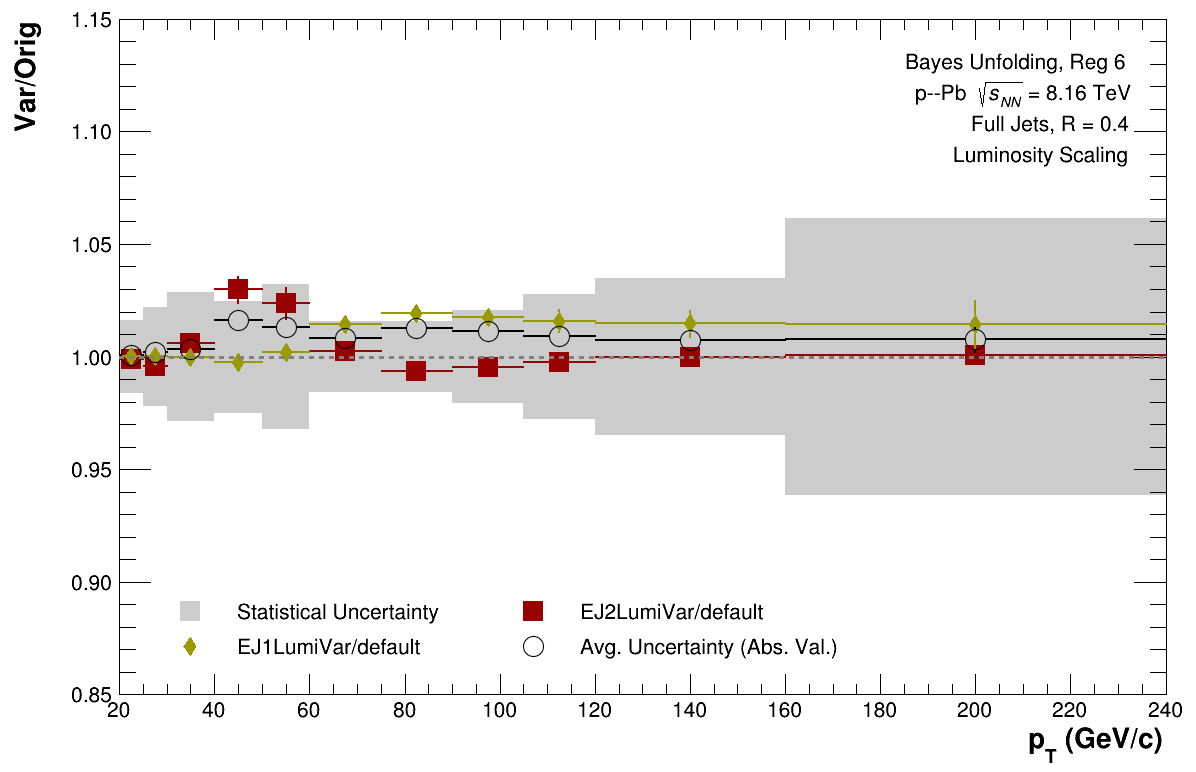 Var/Orig
1.15
1.10
1.05
1.00
0.95
0.90
0.85
Bayes Unfolding, Reg 6
p--Pb √sNN = 8.16 TeV
Full Jets, R = 0.4
Luminosity Scaling
Statistical Uncertainty
EJ2LumiVar/default
EJ1LumiVar/default
Avg. Uncertainty (Abs. Val.)
20 40 60 80 100 120 140 160 180 200 220 240
pT (GeV/c)